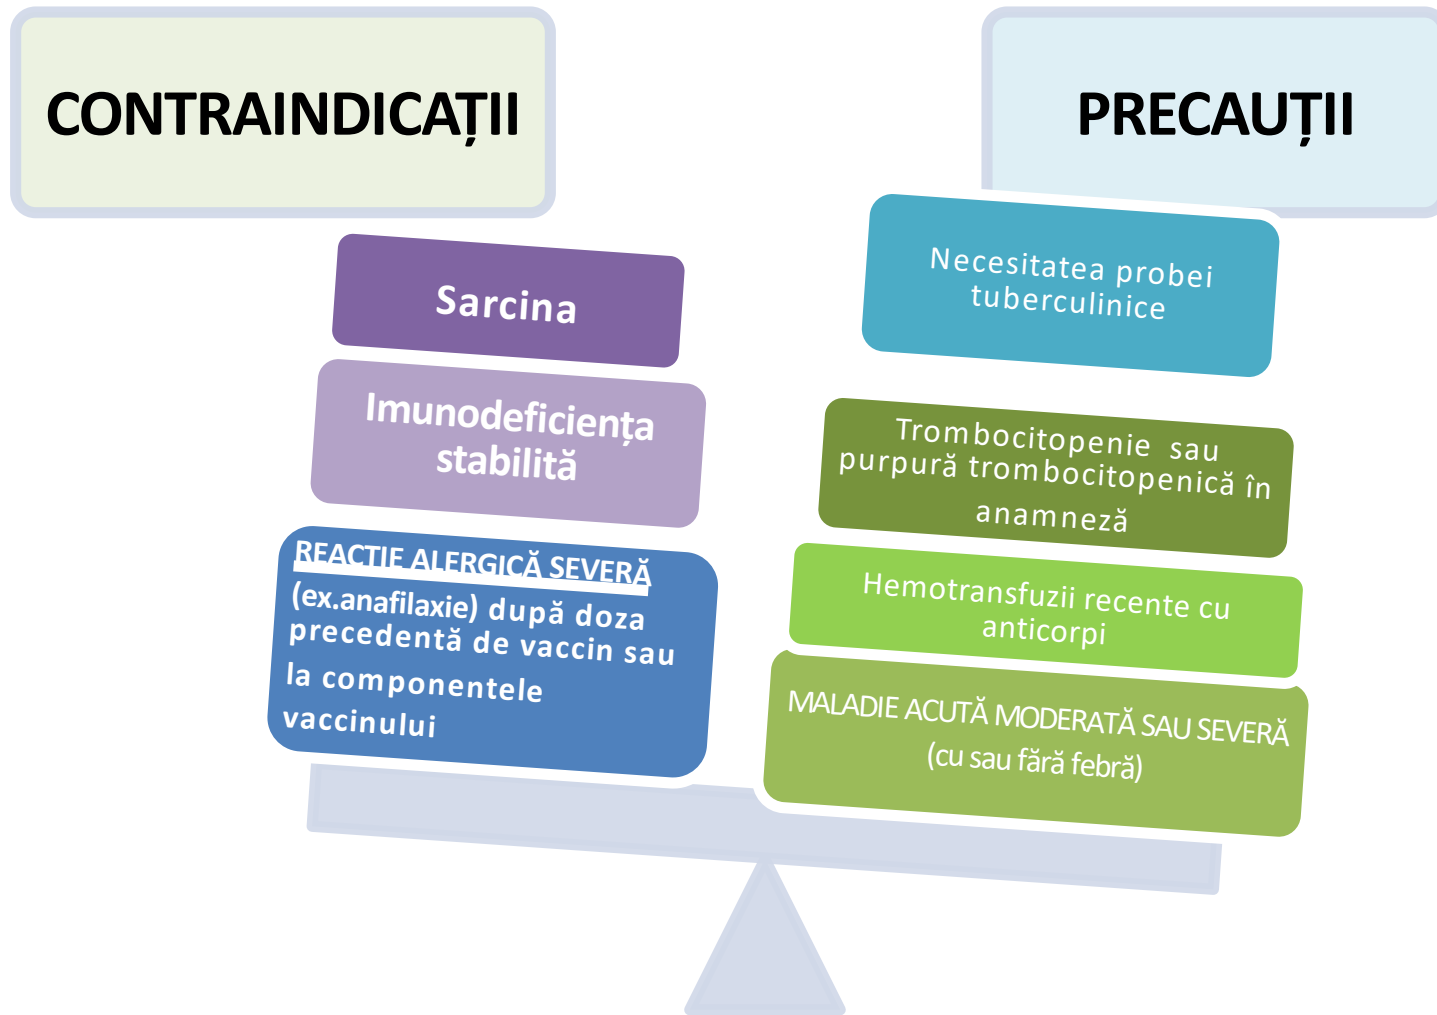 CONTRAINDICAȚII
Sarcina
Imunodeficiența
stabilită
REACTIE ALERGICĂ SEVERĂ
(ex.anafilaxie) după doza
precedentă de vaccin sau
la componentele
vaccinului
PRECAUȚII
Necesitatea probei
tuberculinice
Trombocitopenie sau
purpură trombocitopenică în
anamneză
Hemotransfuzii recente cu
anticorpi
MALADIE ACUTĂ MODERATĂ SAU SEVERĂ
(cu sau fără febră)